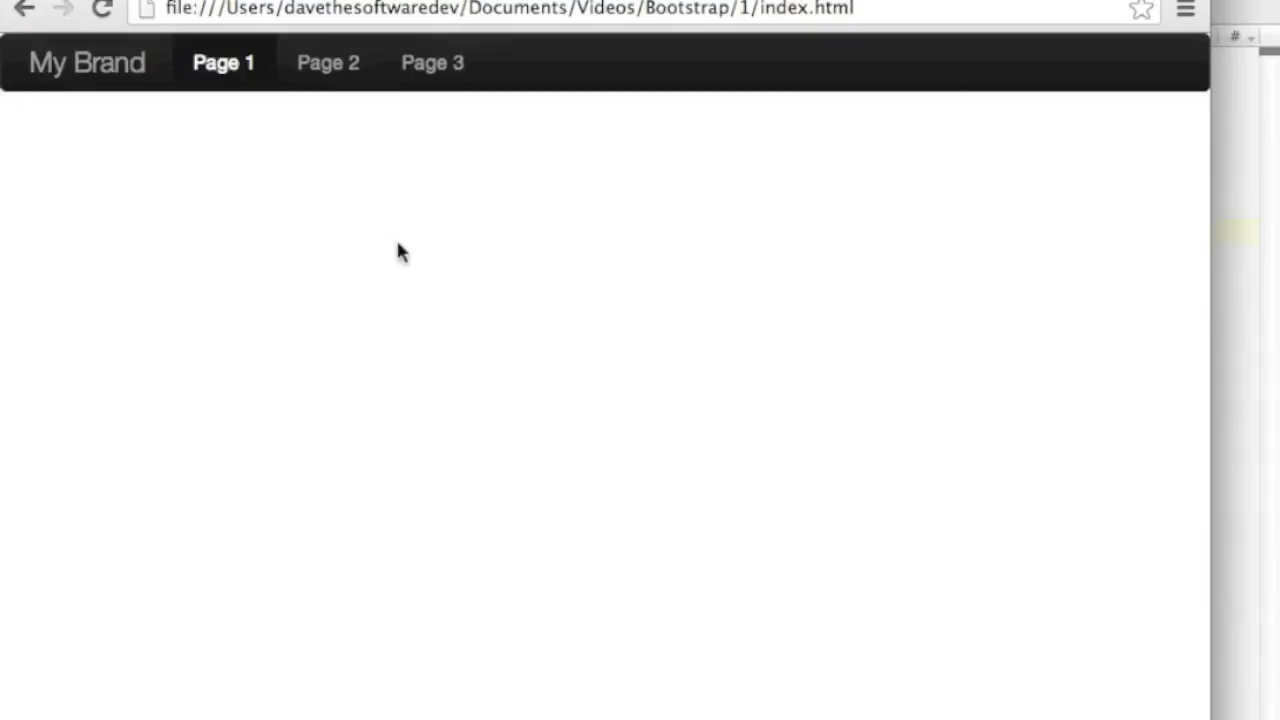 file:///Users/davethesoftwaredev/Documents/Videos/Bootstrap/1/index.html
#
My Brand Page 1 Page 2 Page 3